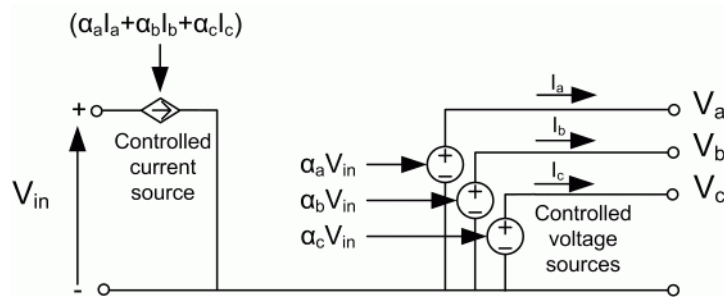 (αaIa+αbIb+αcIc)
+
Controlled
current
source
Vin
-
αaVin
αbVin
αcVin
+
−
+
−
+
−
Ia
Ib
Ic
Va
Vb
Vc
Controlled
voltage
sources